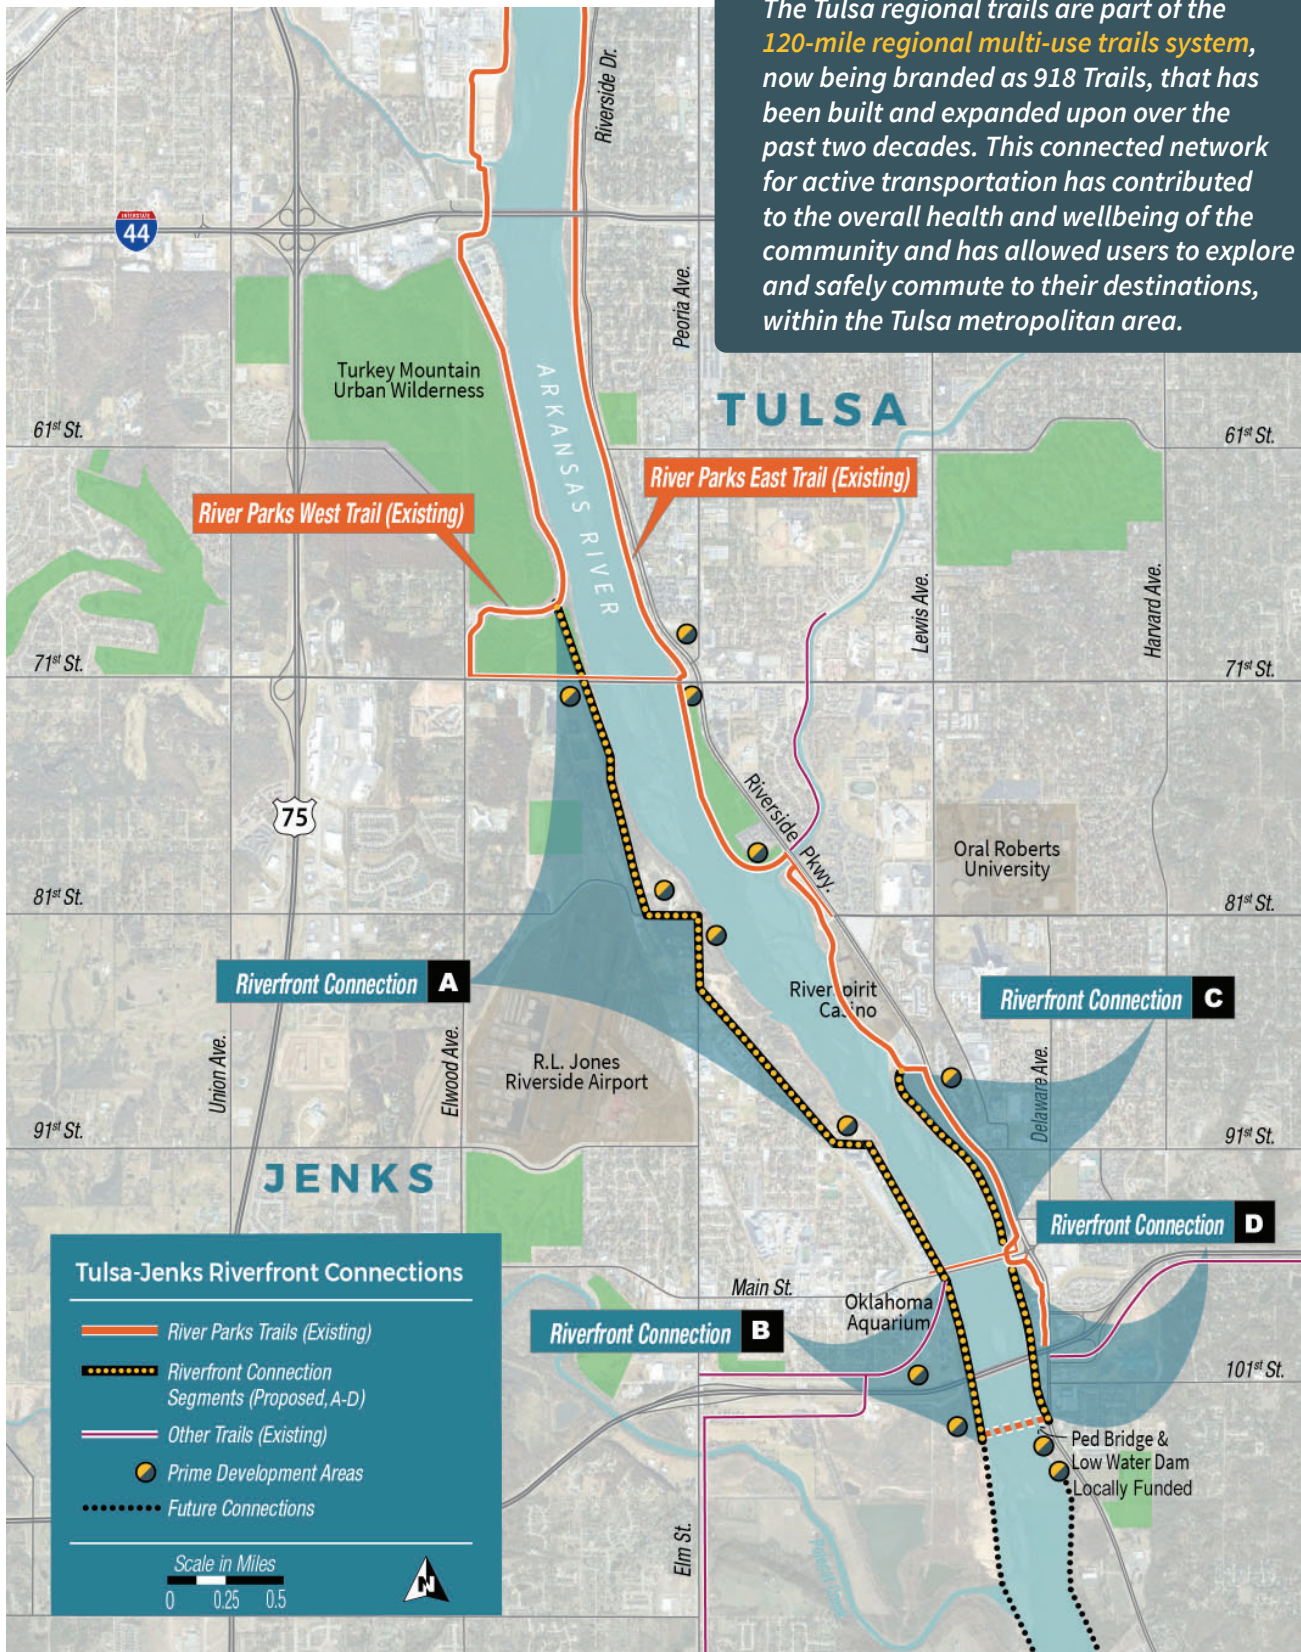 The Tulsa regional trails are part of the
120-mile regional multi-use trails system,
now being branded as 918 Trails, that has
been built and expanded upon over the
past two decades. This connected network
for active transportation has contributed
to the overall health and wellbeing of the
community and has allowed users to explore
and safely commute to their destinations,
within the Tulsa metropolitan area.
Riverside Dr.
INTERSTATE
44
Peoria Ave.
Turkey Mountain
Urban Wilderness
ARKANSAS RIVER
TULSA
61st St.
61st St.
River Parks East Trail (Existing)
River Parks West Trail (Existing)
Lewis Ave.
Harvard Ave.
71st St.
71st St.
75
Riverside Pkwy.
Oral Roberts
University
81st St.
81st St.
Riverfront Connection A
River Spirit
Casino
Riverfront Connection C
Union Ave.
Elwood Ave.
R.L. Jones
Riverside Airport
Delaware Ave.
91st St.
91st St.
JENKS
Riverfront Connection D
Main St.
Oklahoma
Aquarium
Riverfront Connection B
101st St.
Ped Bridge &
Low Water Dam
Locally Funded
Elm St.
Tulsa-Jenks Riverfront Connections
River Parks Trails (Existing)
Riverfront Connection
Segments (Proposed, A-D)
Other Trails (Existing)
Prime Development Areas
Future Connections
Scale in Miles
0 0.25 0.5
N